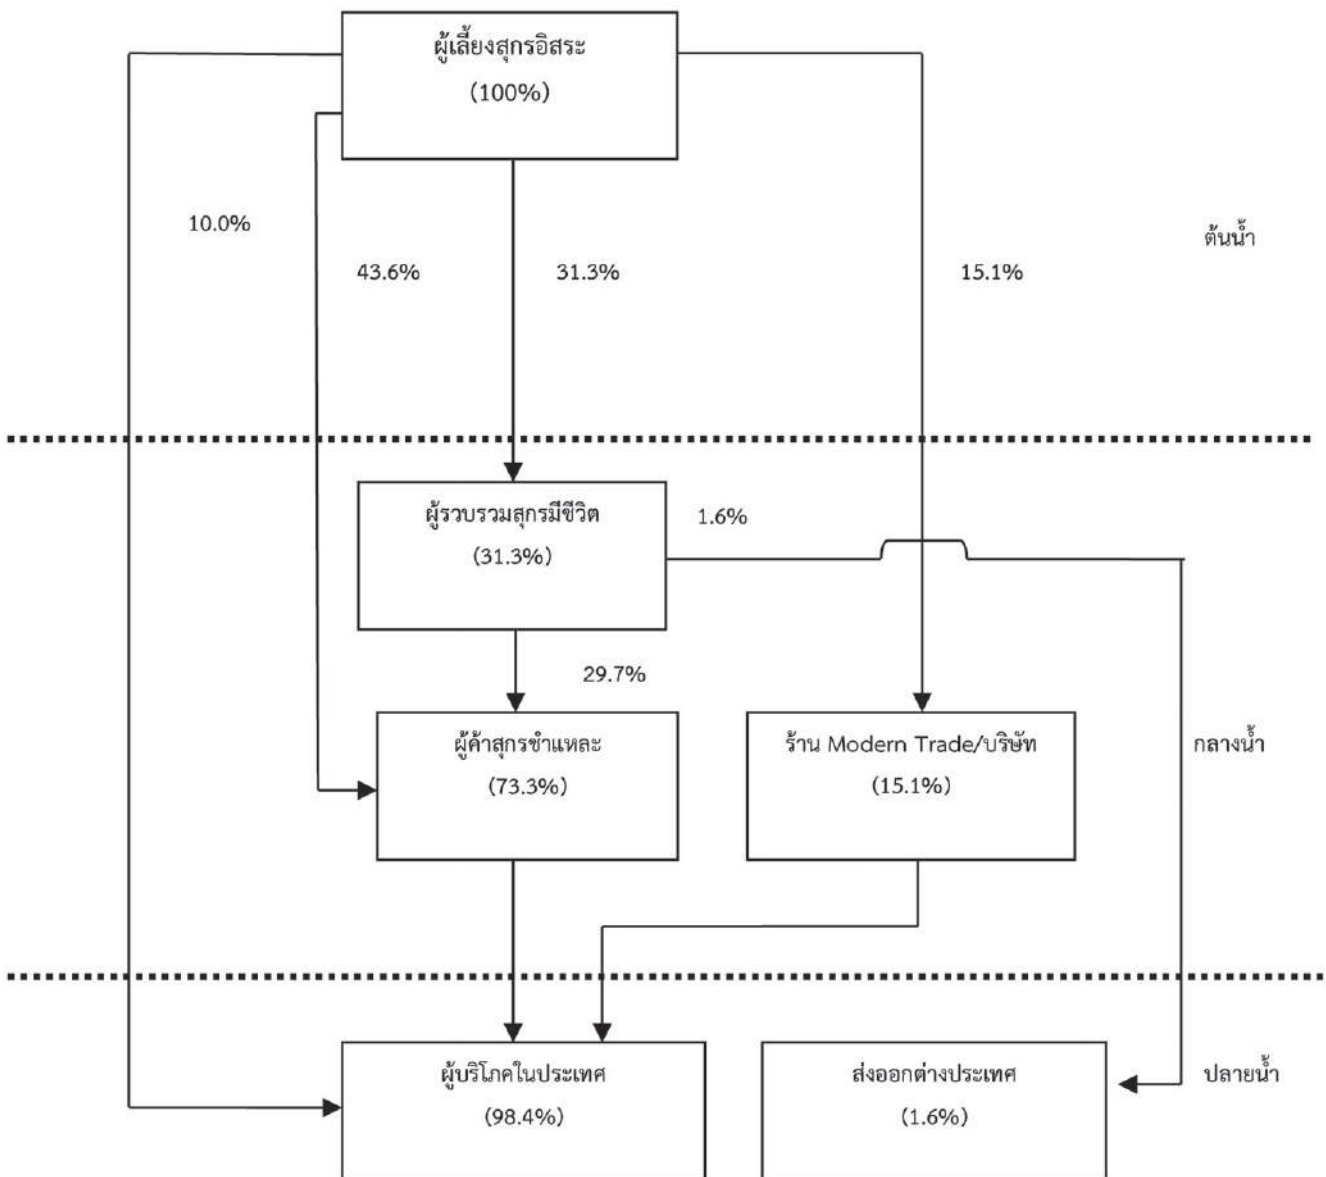 ผู้เลี้ยงสุกรอิสระ
(100%)
10.0%
43.6%
31.3%
15.1%
ต้นน้ำ
ผู้รวบรวมสุกรมีชีวิต
(31.3%)
1.6%
29.7%
ผู้ค้าสุกรชำแหละ
(73.3%)
ร้าน Modern Trade/บริษัท
(15.1%)
กลางน้ำ
ผู้บริโภคในประเทศ
(98.4%)
ส่งออกต่างประเทศ
(1.6%)
ปลายน้ำ